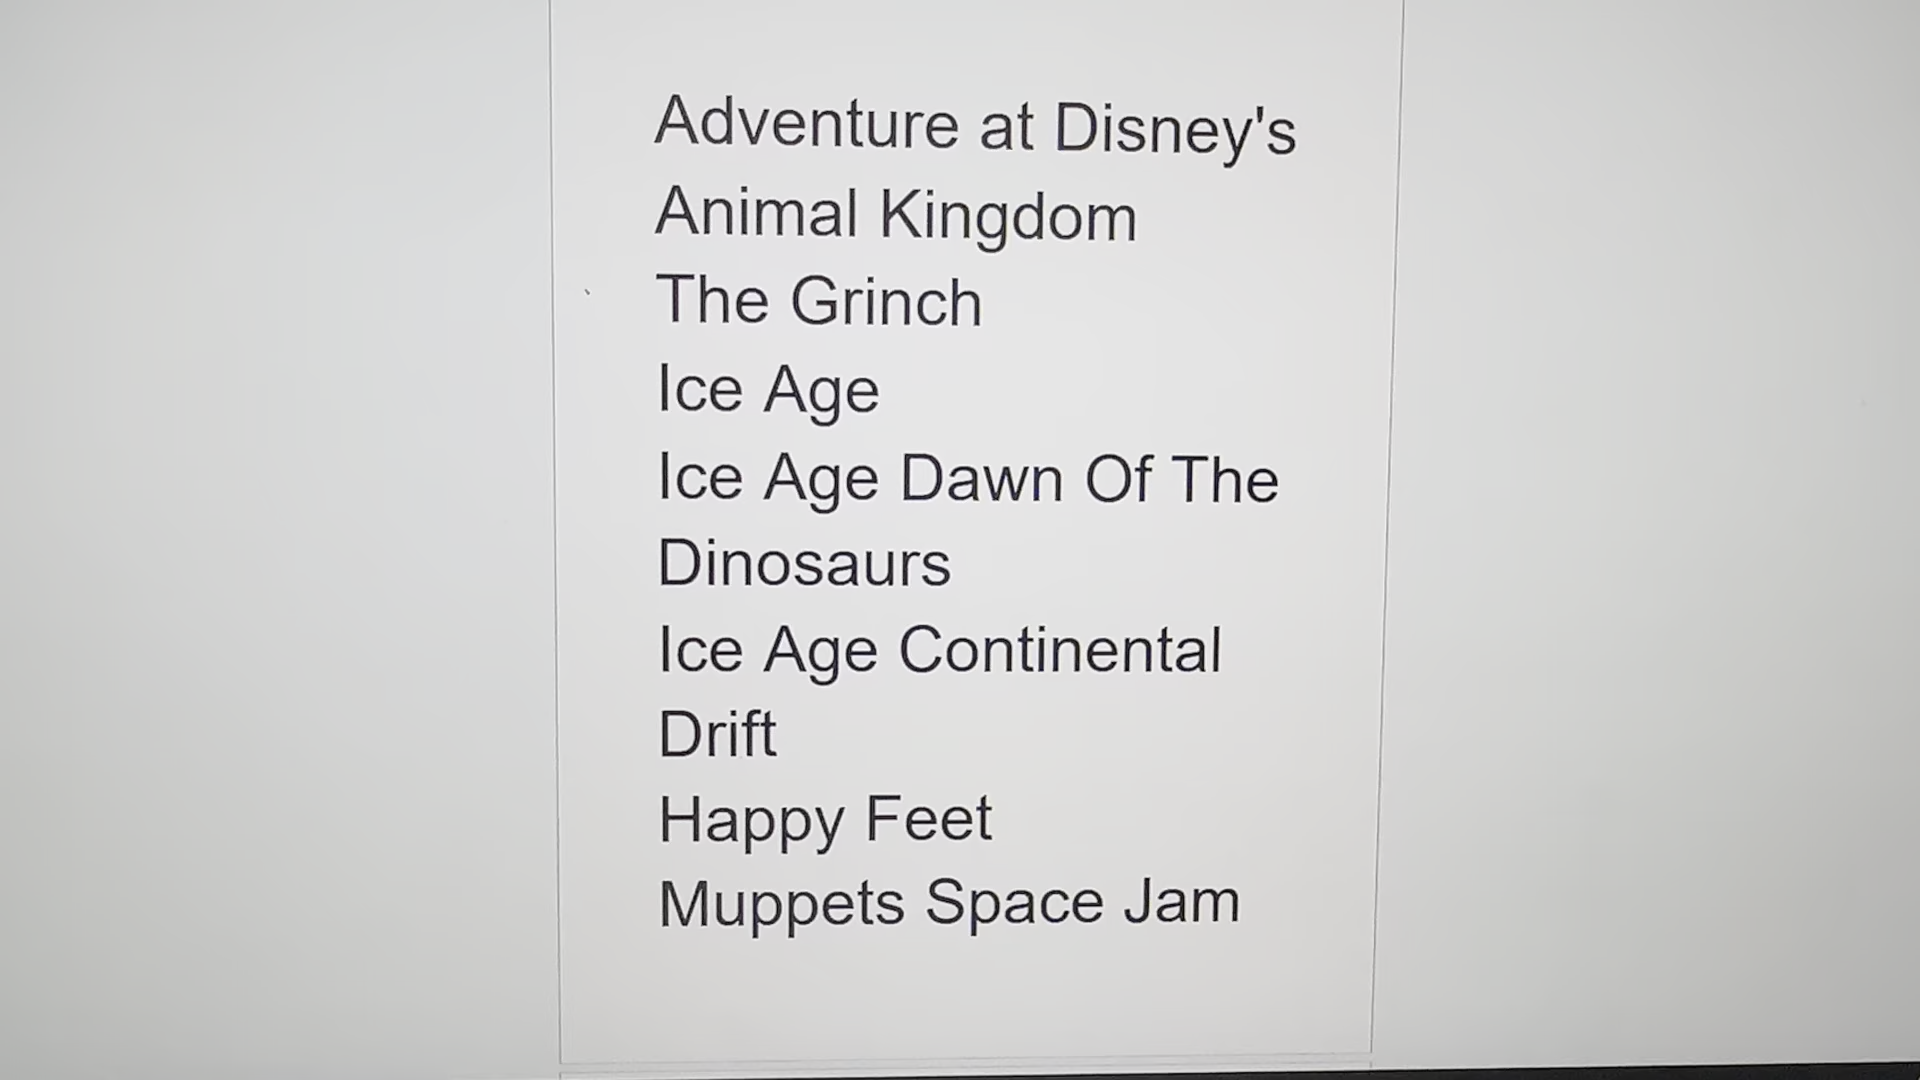 Adventure at Disney's
Animal Kingdom
The Grinch
Ice Age
Ice Age Dawn Of The
Dinosaurs
Ice Age Continental
Drift
Happy Feet
Muppets Space Jam